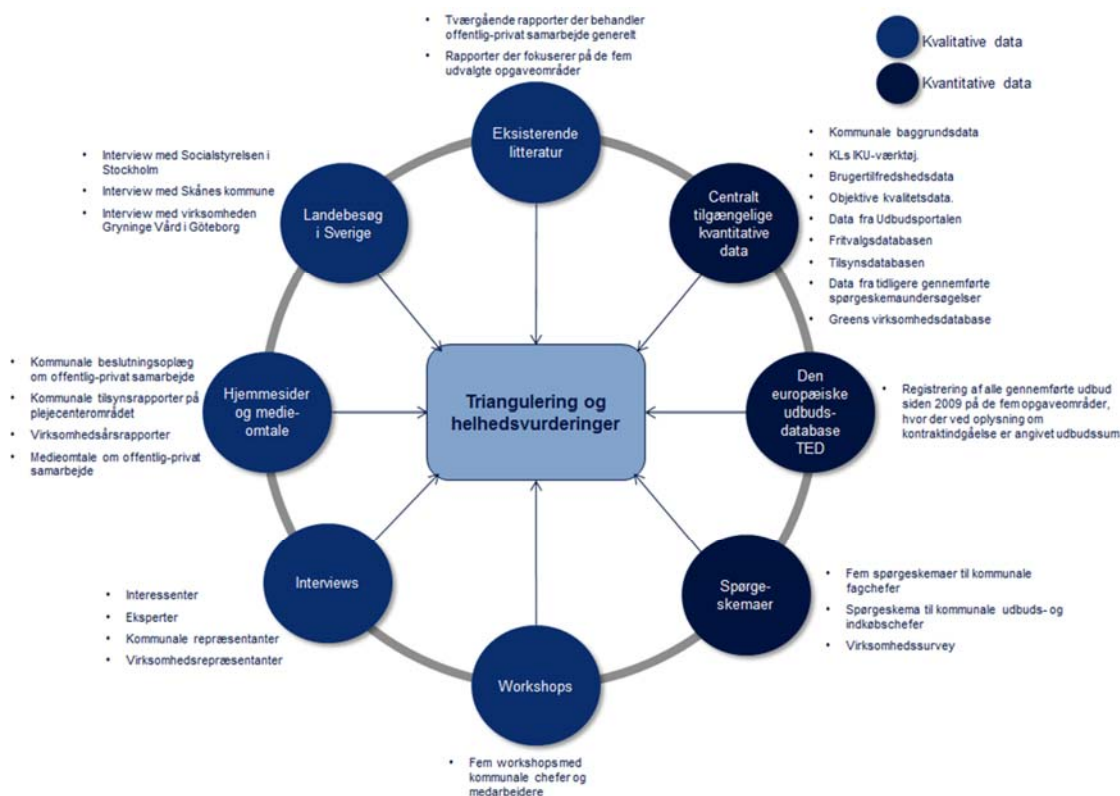 Tværgående rapporter der behandler
offentlig-privat samarbejde generelt
Rapporter der fokuserer på de fem
udvalgte opgaveområder
Kvalitative data
Kvantitative data
Eksisterende
litteratur
Interview med Socialstyrelsen i
Stockholm
Interview med Skånes kommune
Interview med virksomheden
Gryninge Vård i Göteborg
Landebesøg
i Sverige
Centralt
tilgængelige
kvantitative
data
Kommunale baggrundsdata
KLs IKU-værktøj.
Brugertilfredshedsdata
Objektive kvalitetsdata.
Data fra Udbudsportalen
Fritvalgsdatabasen
Tilsynsdatabasen
Data fra tidligere gennemførte
spørgeskemaundersøgelser
Greens virksomhedsdatabase
Kommunale beslutningsoplæg
om offentlig-privat samarbejde
Kommunale tilsynsrapporter på
plejecenterområdet
Virksomhedsårsrapporter
Medieomtale om offentlig-privat
samarbejde
Hjemmesider
og medie-
omtale
Triangulering og
helhedsvurderinger
Den
europæiske
udbuds-
database
TED
Registrering af alle gennemførte udbud
siden 2009 på de fem opgaveområder,
hvor der ved oplysning om
kontraktindgåelse er angivet udbudssum
Interviews
Interessenter
Eksperter
Kommunale repræsentanter
Virksomhedsrepræsentanter
Spørge-
skemaer
Fem spørgeskemaer til kommunale
fagchefer
Spørgeskema til kommunale udbuds- og
indkøbschefer
Virksomhedssurvey
Workshops
Fem workshops med
kommunale chefer og
medarbejdere